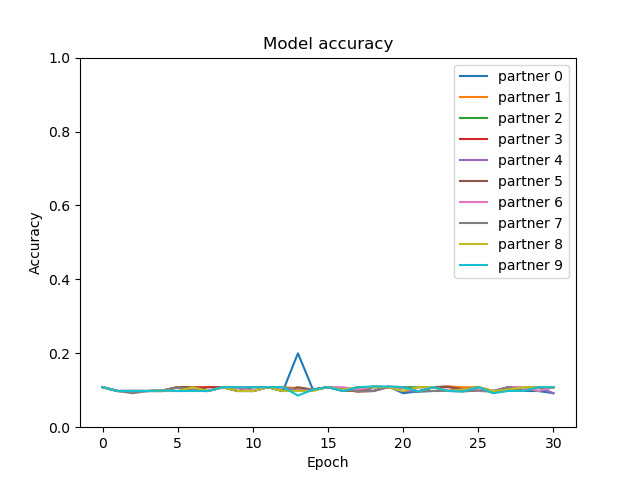 Model accuracy
1.0
0.8
0.6
0.4
0.2
0.0
Accuracy
0
5
10
15
20
25
30
Epoch
partner 0
partner 1
partner 2
partner 3
partner 4
partner 5
partner 6
partner 7
partner 8
partner 9